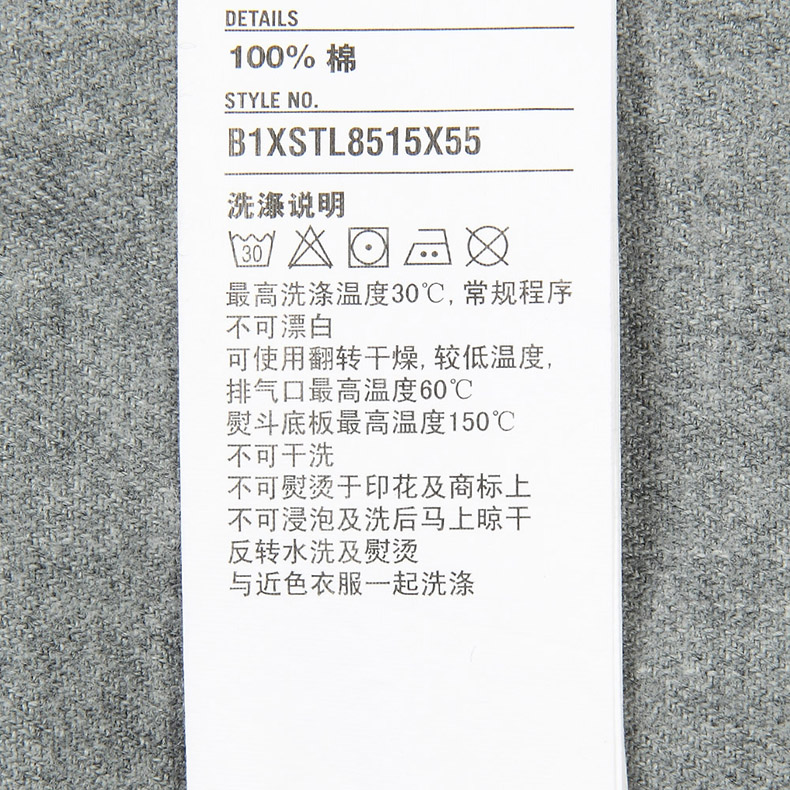 DETAILS
100% 棉
STYLE NO.
B1XSTL8515X55
洗涤说明
30
最高洗涤温度30℃, 常规程序
不可漂白
可使用翻转干燥, 较低温度,
排气口最高温度60℃
熨斗底板最高温度150℃
不可干洗
不可熨烫于印花及商标上
不可浸泡及洗后马上晾干
反转水洗及熨烫
与近色衣服一起洗涤